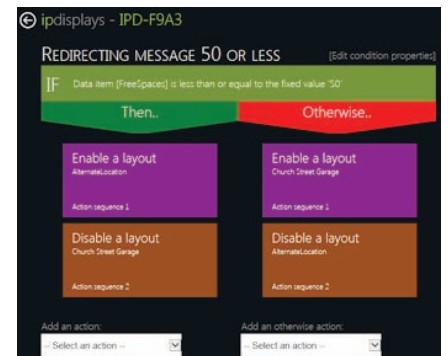 ipdisplays - IPD-F9A3
REDIRECTING MESSAGE 50 OR LESS
[Edit condition properties]
IF Data item [FreeSpaces] is less than or equal to the fixed value '50'
Then..
Otherwise..
Enable a layout
AlternateLocation
Action sequence 1
Enable a layout
Church Street Garage
Action sequence 1
Disable a layout
Church Street Garage
Action sequence 2
Disable a layout
AlternateLocation
Action sequence 2
Add an action:
-- Select an action --
Add an otherwise action:
-- Select an action --